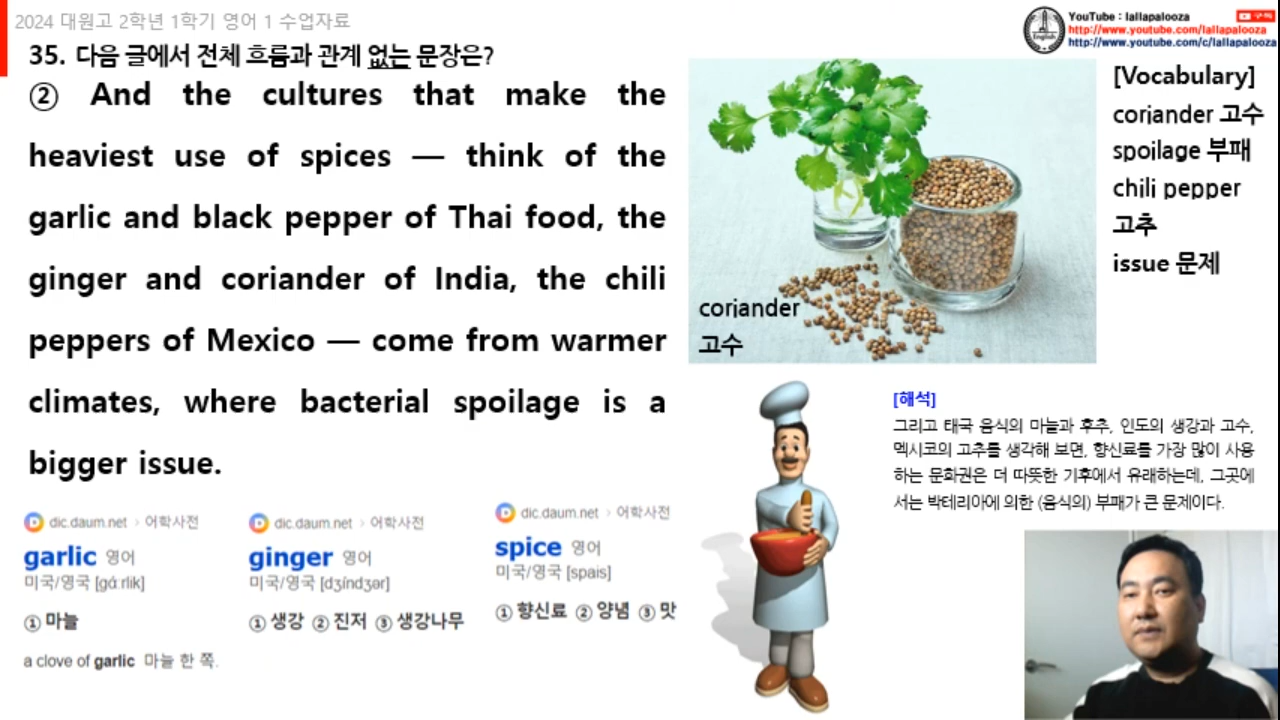 2024 대원고 2학년 1학기 영어 1 수업자료
35. 다음 글에서 전체 흐름과 관계 없는 문장은?
② And the cultures that make the
heaviest use of spices — think of the
garlic and black pepper of Thai food, the
ginger and coriander of India, the chili
peppers of Mexico — come from warmer
climates, where bacterial spoilage is a
bigger issue.
dic.daum.net › 어학사전
garlic 영어
미국/영국 [gɑ́ːrlik]
① 마늘
a clove of garlic 마늘 한 쪽.
dic.daum.net › 어학사전
ginger 영어
미국/영국 [dʒíndʒər]
① 생강 ② 진저 ③ 생강나무
dic.daum.net › 어학사전
spice 영어
미국/영국 [spais]
① 향신료 ② 양념 ③ 맛
coriander
고수
YouTube : lallapalooza
구독
http://www.youtube.com/lallapalooza
http://www.youtube.com/c/lallapalooza
English
[Vocabulary]
coriander 고수
spoilage 부패
chili pepper
고추
issue 문제
[해석]
그리고 태국 음식의 마늘과 후추, 인도의 생강과 고수,
멕시코의 고추를 생각해 보면, 향신료를 가장 많이 사용
하는 문화권은 더 따뜻한 기후에서 유래하는데, 그곳에
서는 박테리아에 의한 (음식의) 부패가 큰 문제이다.